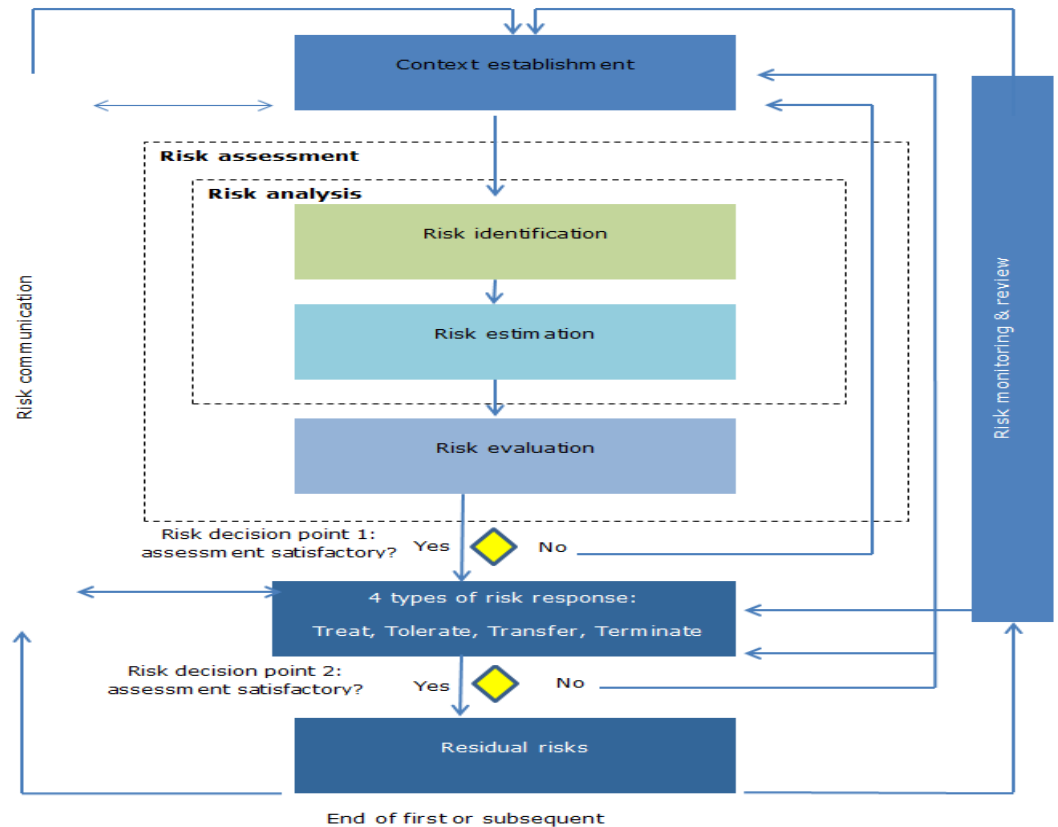 Context establishment
Risk assessment
Risk analysis
Risk identification
Risk estimation
Risk evaluation
Risk communication
Risk monitoring & review
Risk decision point 1:
assessment satisfactory?
Yes
No
4 types of risk response:
Treat, Tolerate, Transfer, Terminate
Risk decision point 2:
assessment satisfactory?
Yes
No
Residual risks
End of first or subsequent